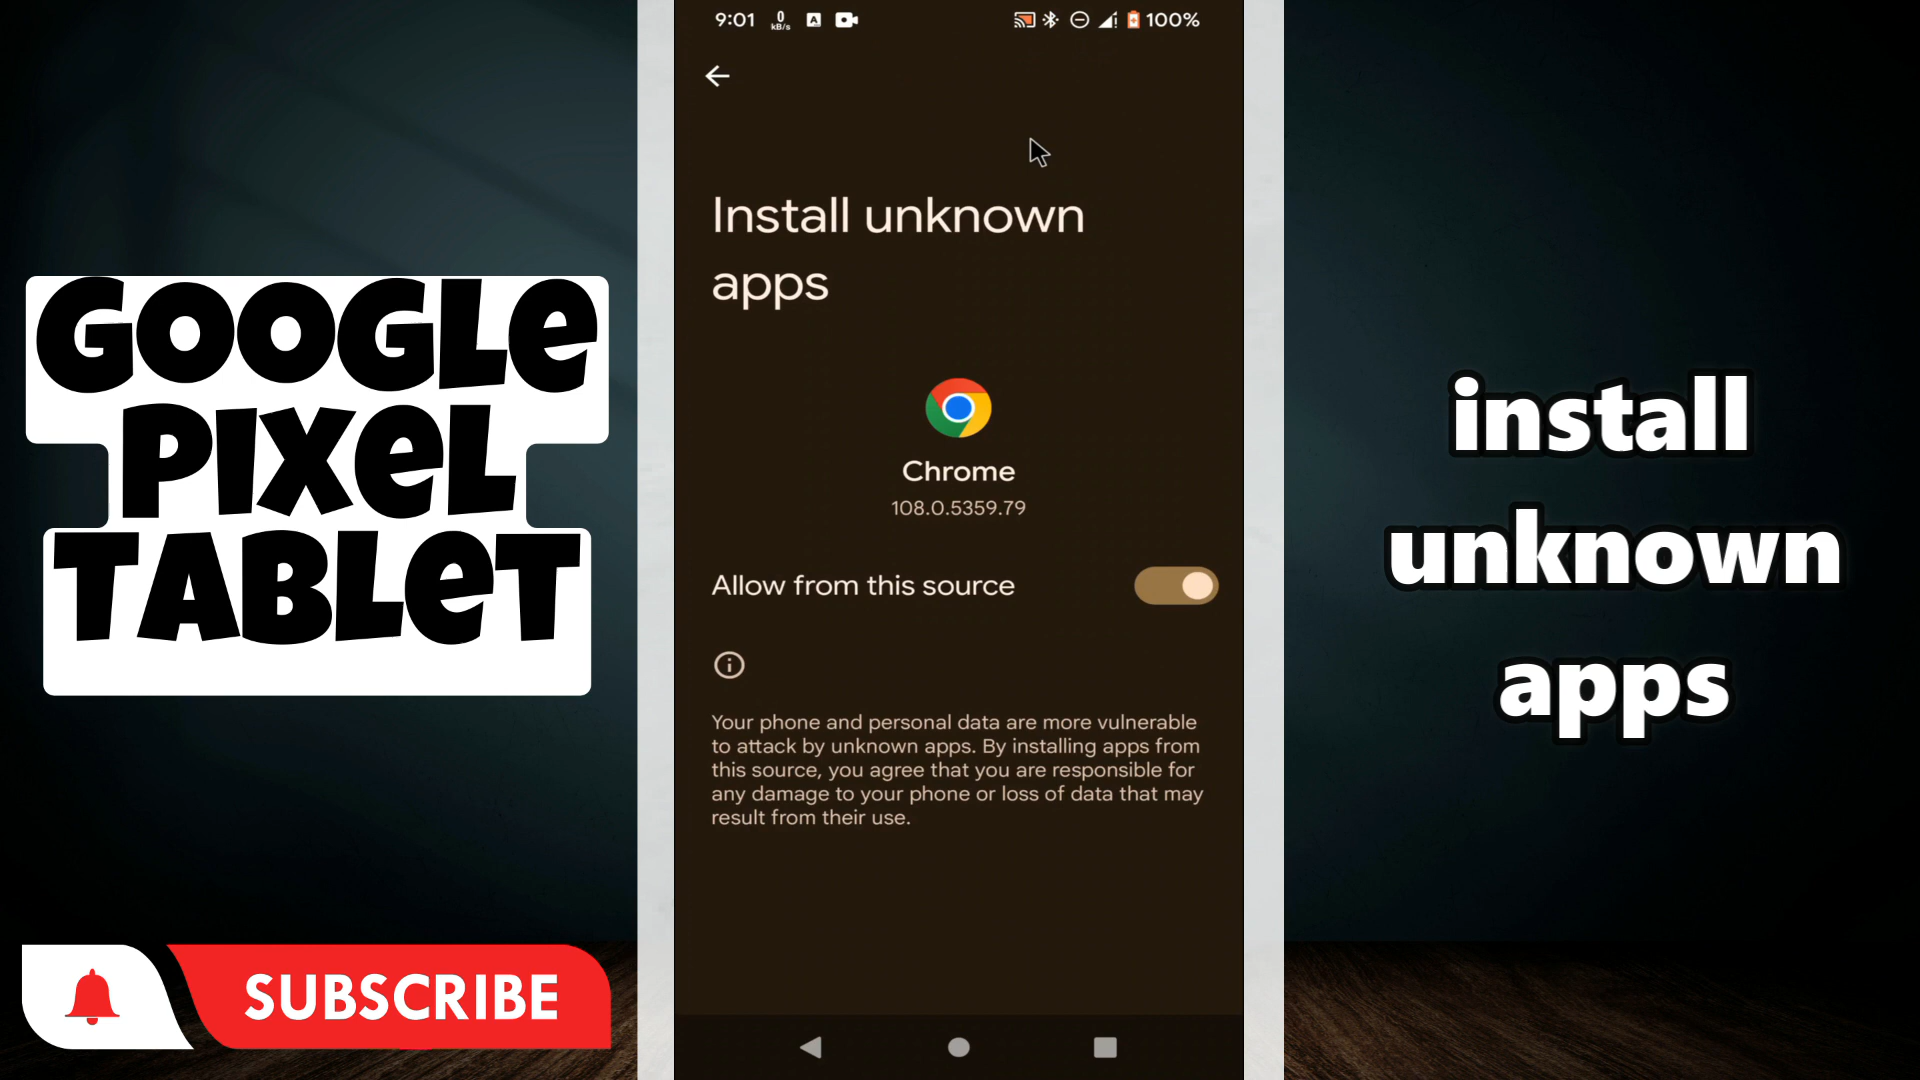 9:01 0 kB/s A 100%
GOOGLE
PIXEL
TABLET
Install unknown
apps
Chrome
108.0.5359.79
Allow from this source
Your phone and personal data are more vulnerable
to attack by unknown apps. By installing apps from
this source, you agree that you are responsible for
any damage to your phone or loss of data that may
result from their use.
install
unknown
apps
SUBSCRIBE